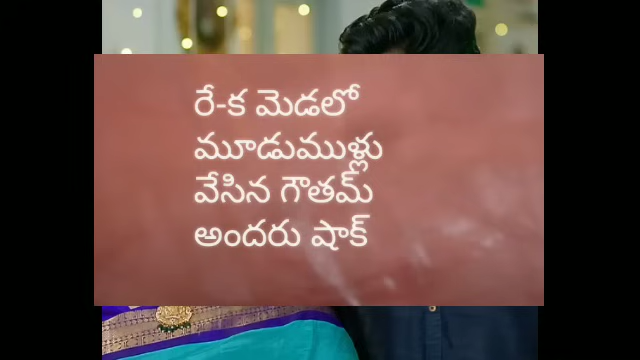 రే-క మెడలో
మూడుముళ్లు
వేసిన గౌతమ్
అందరు షాక్